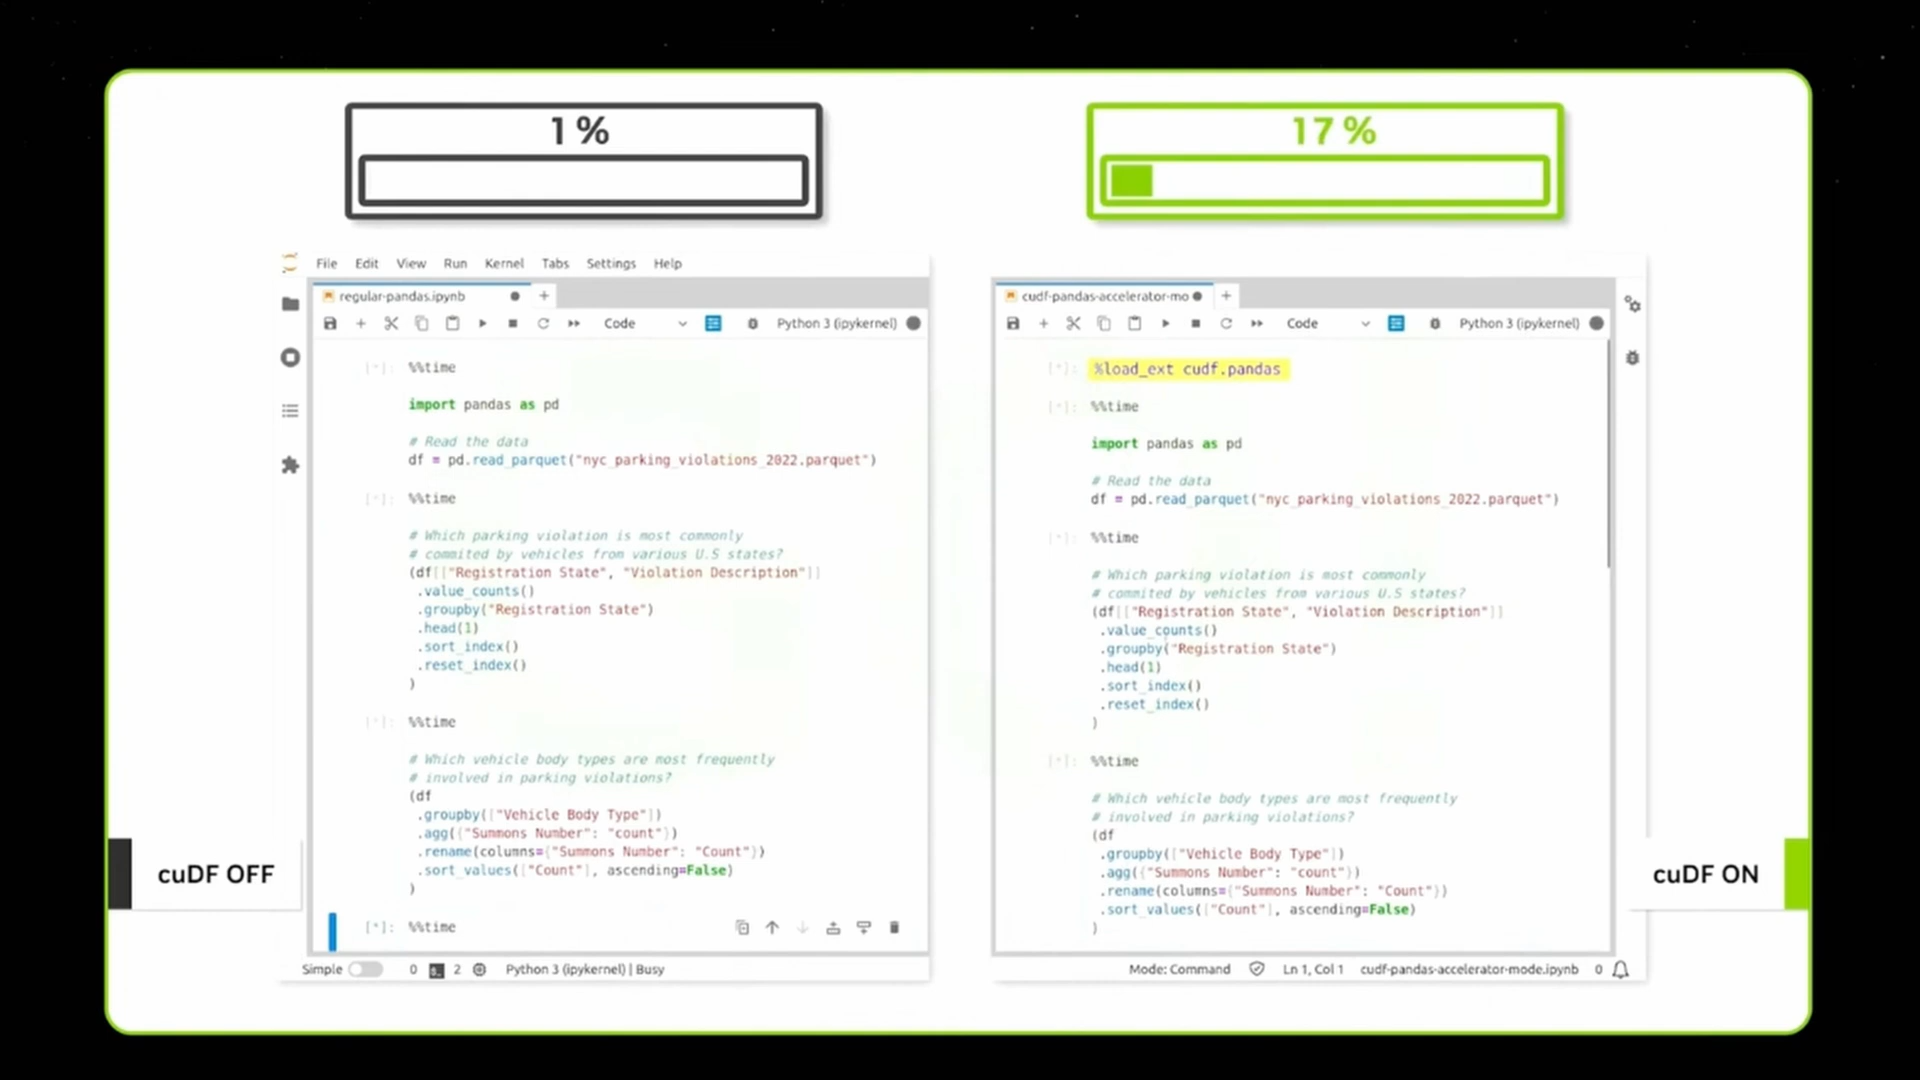 1 %
17 %
File Edit View Run Kernel Tabs Settings Help
regular-pandas.ipynb
+
Code
Python 3 (ipykernel)
[*]: %%time
import pandas as pd
# Read the data
df = pd.read_parquet("nyc_parking_violations_2022.parquet")
[*]: %%time
# Which parking violation is most commonly
# commited by vehicles from various U.S states?
(df[["Registration State", "Violation Description"]]
.value_counts()
.groupby("Registration State")
.head(1)
.sort_index()
.reset_index()
)
[*]: %%time
# Which vehicle body types are most frequently
# involved in parking violations?
(df
.groupby(["Vehicle Body Type"])
.agg({"Summons Number": "count"})
.rename(columns={"Summons Number": "Count"})
.sort_values(["Count"], ascending=False)
)
[*]: %%time
Simple 0 2 Python 3 (ipykernel) | Busy
cuDF OFF
cudf-pandas-accelerator-mo
+
Code
Python 3 (ipykernel)
[*]: %load_ext cudf.pandas
[*]: %%time
import pandas as pd
# Read the data
df = pd.read_parquet("nyc_parking_violations_2022.parquet")
[*]: %%time
# Which parking violation is most commonly
# commited by vehicles from various U.S states?
(df[["Registration State", "Violation Description"]]
.value_counts()
.groupby("Registration State")
.head(1)
.sort_index()
.reset_index()
)
[*]: %%time
# Which vehicle body types are most frequently
# involved in parking violations?
(df
.groupby(["Vehicle Body Type"])
.agg({"Summons Number": "count"})
.rename(columns={"Summons Number": "Count"})
.sort_values(["Count"], ascending=False)
)
Mode: Command Ln 1, Col 1 cudf-pandas-accelerator-mode.ipynb 0
cuDF ON